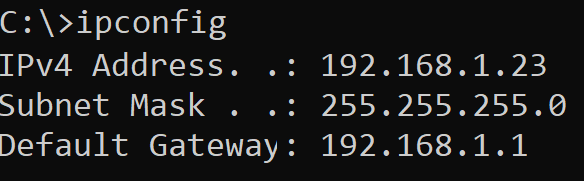 C:\>ipconfig
IPv4 Address. .: 192.168.1.23
Subnet Mask . .: 255.255.255.0
Default Gateway: 192.168.1.1